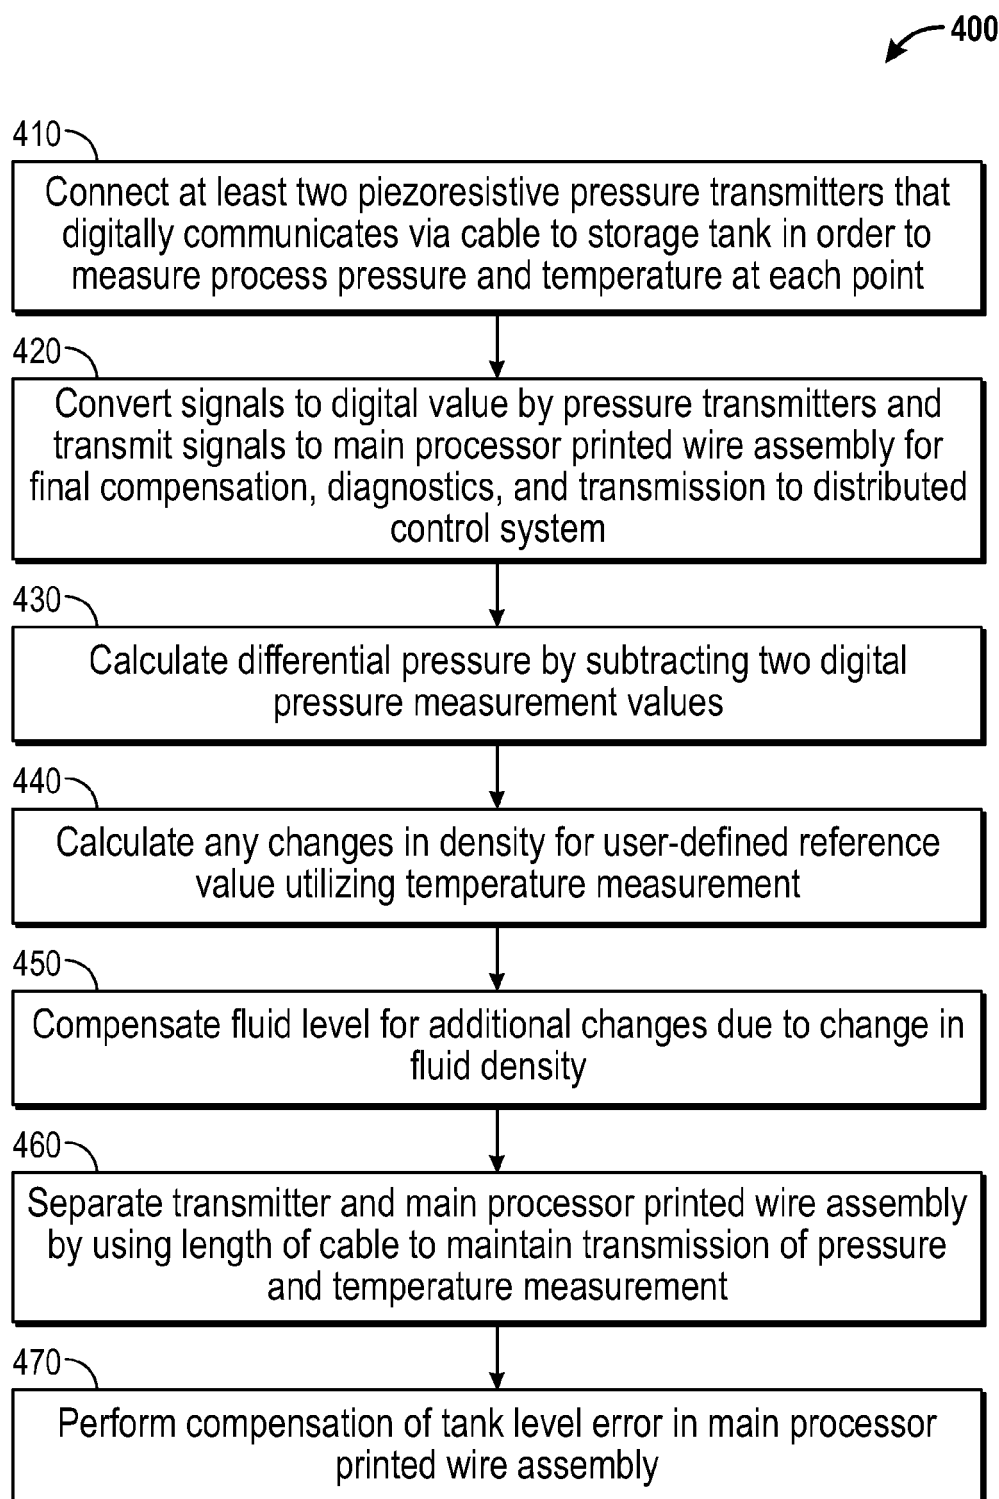 400
410
Connect at least two piezoresistive pressure transmitters that
digitally communicates via cable to storage tank in order to
measure process pressure and temperature at each point
420
Convert signals to digital value by pressure transmitters and
transmit signals to main processor printed wire assembly for
final compensation, diagnostics, and transmission to distributed
control system
430
Calculate differential pressure by subtracting two digital
pressure measurement values
440
Calculate any changes in density for user-defined reference
value utilizing temperature measurement
450
Compensate fluid level for additional changes due to change in
fluid density
460
Separate transmitter and main processor printed wire assembly
by using length of cable to maintain transmission of pressure
and temperature measurement
470
Perform compensation of tank level error in main processor
printed wire assembly